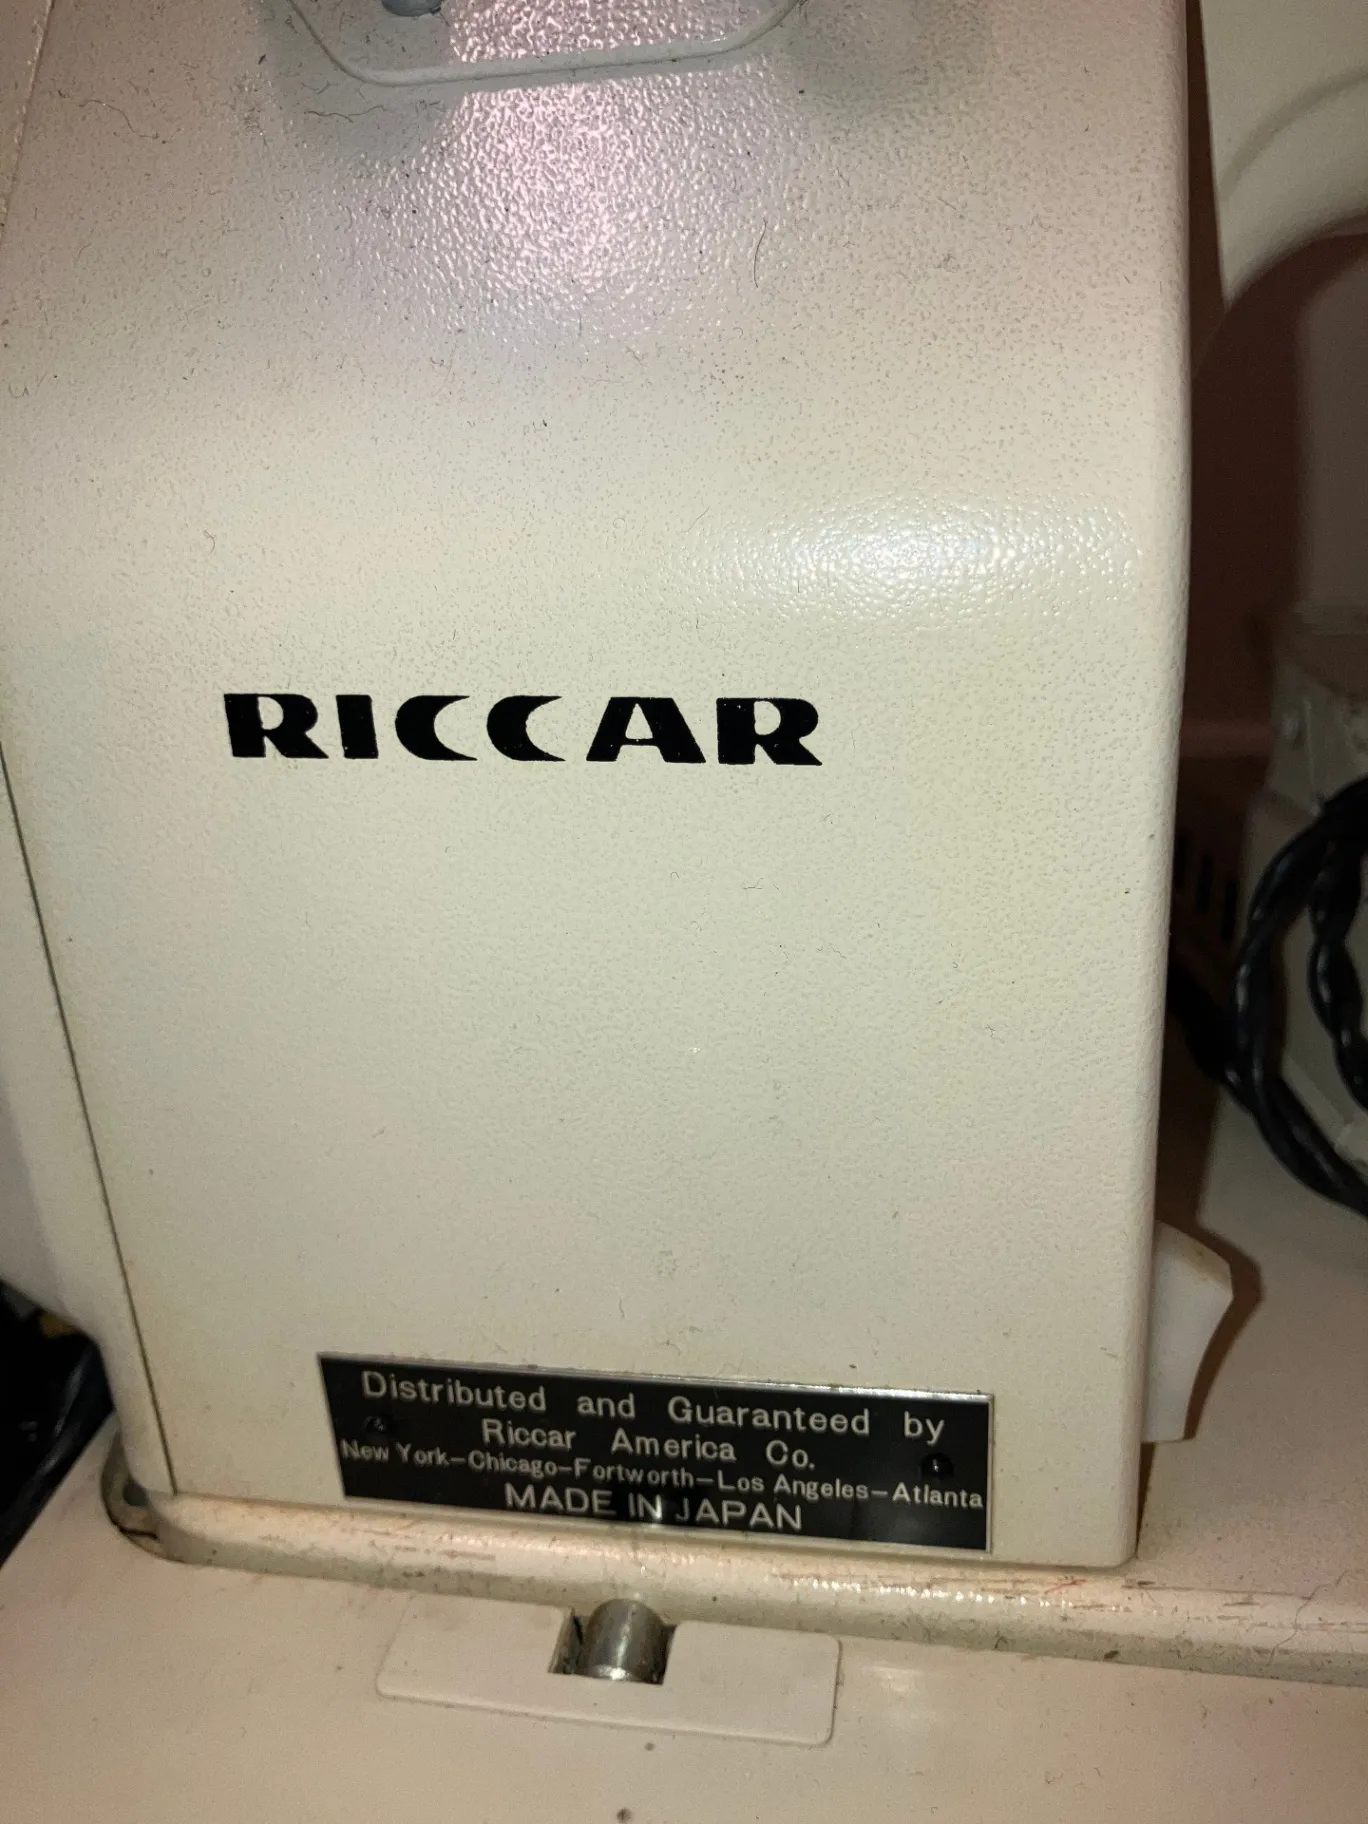 RICCAR
Distributed and Guaranteed by
Riccar America Co.
New York-Chicago-Fortworth-Los Angeles-Atlanta
MADE IN JAPAN